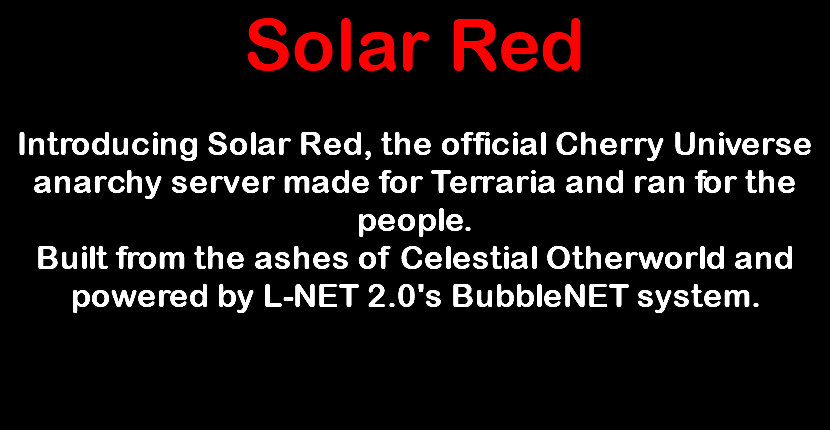 Solar Red
Introducing Solar Red, the official Cherry Universe
anarchy server made for Terraria and ran for the
people.
Built from the ashes of Celestial Otherworld and
powered by L-NET 2.0's BubbleNET system.